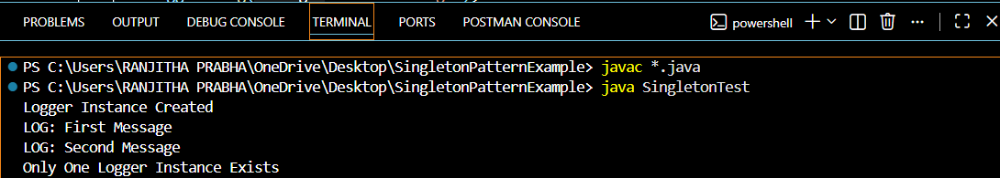 PROBLEMS OUTPUT DEBUG CONSOLE TERMINAL PORTS POSTMAN CONSOLE powershell
PS C:\Users\RANJITHA PRABHA\OneDrive\Desktop\SingletonPatternExample> javac *.java
PS C:\Users\RANJITHA PRABHA\OneDrive\Desktop\SingletonPatternExample> java SingletonTest
Logger Instance Created
LOG: First Message
LOG: Second Message
Only One Logger Instance Exists